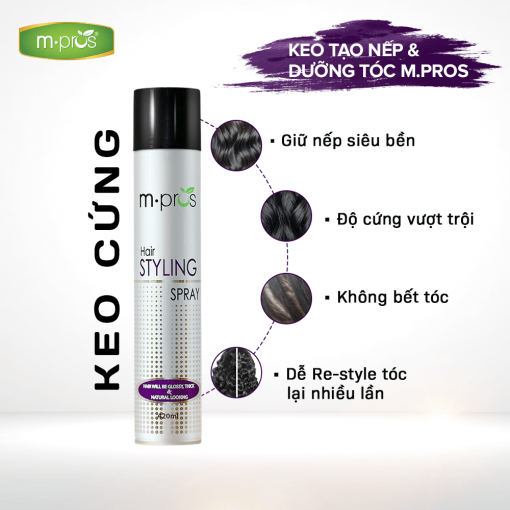 m.pros
KEO TẠO NẾP &
DƯỠNG TÓC M.PROS
KEO CỨNG
m.pros
Hair
STYLING
SPRAY
HAIR WILL BE GLOSSY, THICK
&
NATURAL LOOKING
420ml
• Giữ nếp siêu bền
• Độ cứng vượt trội
• Không bết tóc
• Dễ Re-style tóc
lại nhiều lần